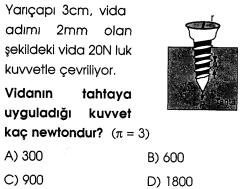 Yarıçapı 3cm, vida
adımı 2mm olan
şekildeki vida 20N luk
kuvvetle çevriliyor.
Vidanın tahtaya
uyguladığı kuvvet
kaç newtondur? (π = 3)
A) 300 B) 600
C) 900 D) 1800